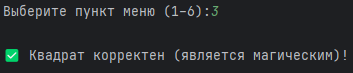 Выберите пункт меню (1–6):3
✅ Квадрат корректен (является магическим)!